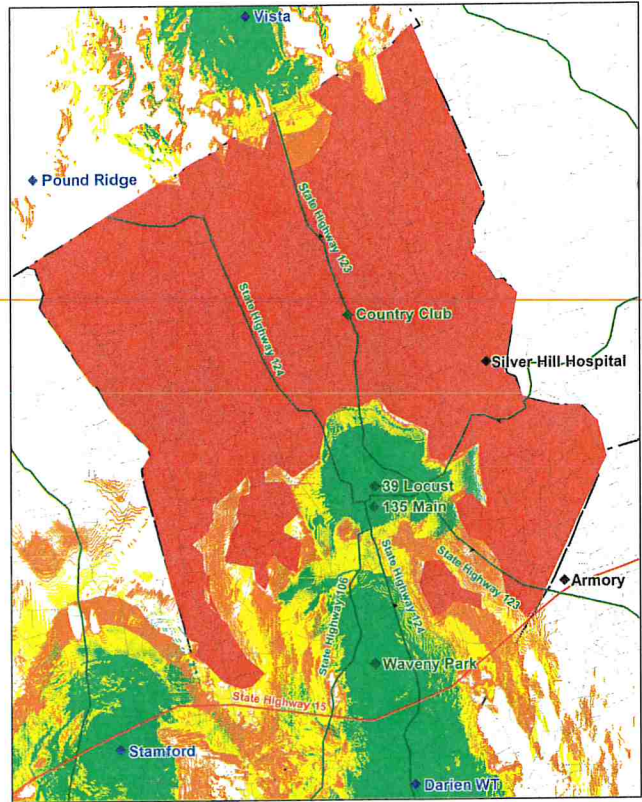 Vista
Pound Ridge
State Highway 123
State Highway 124
Country Club
Silver Hill Hospital
39 Locust
135 Main
State Highway 123
Armory
State Highway 106
State Highway 124
Waveny Park
State Highway 15
Stamford
Darien WT